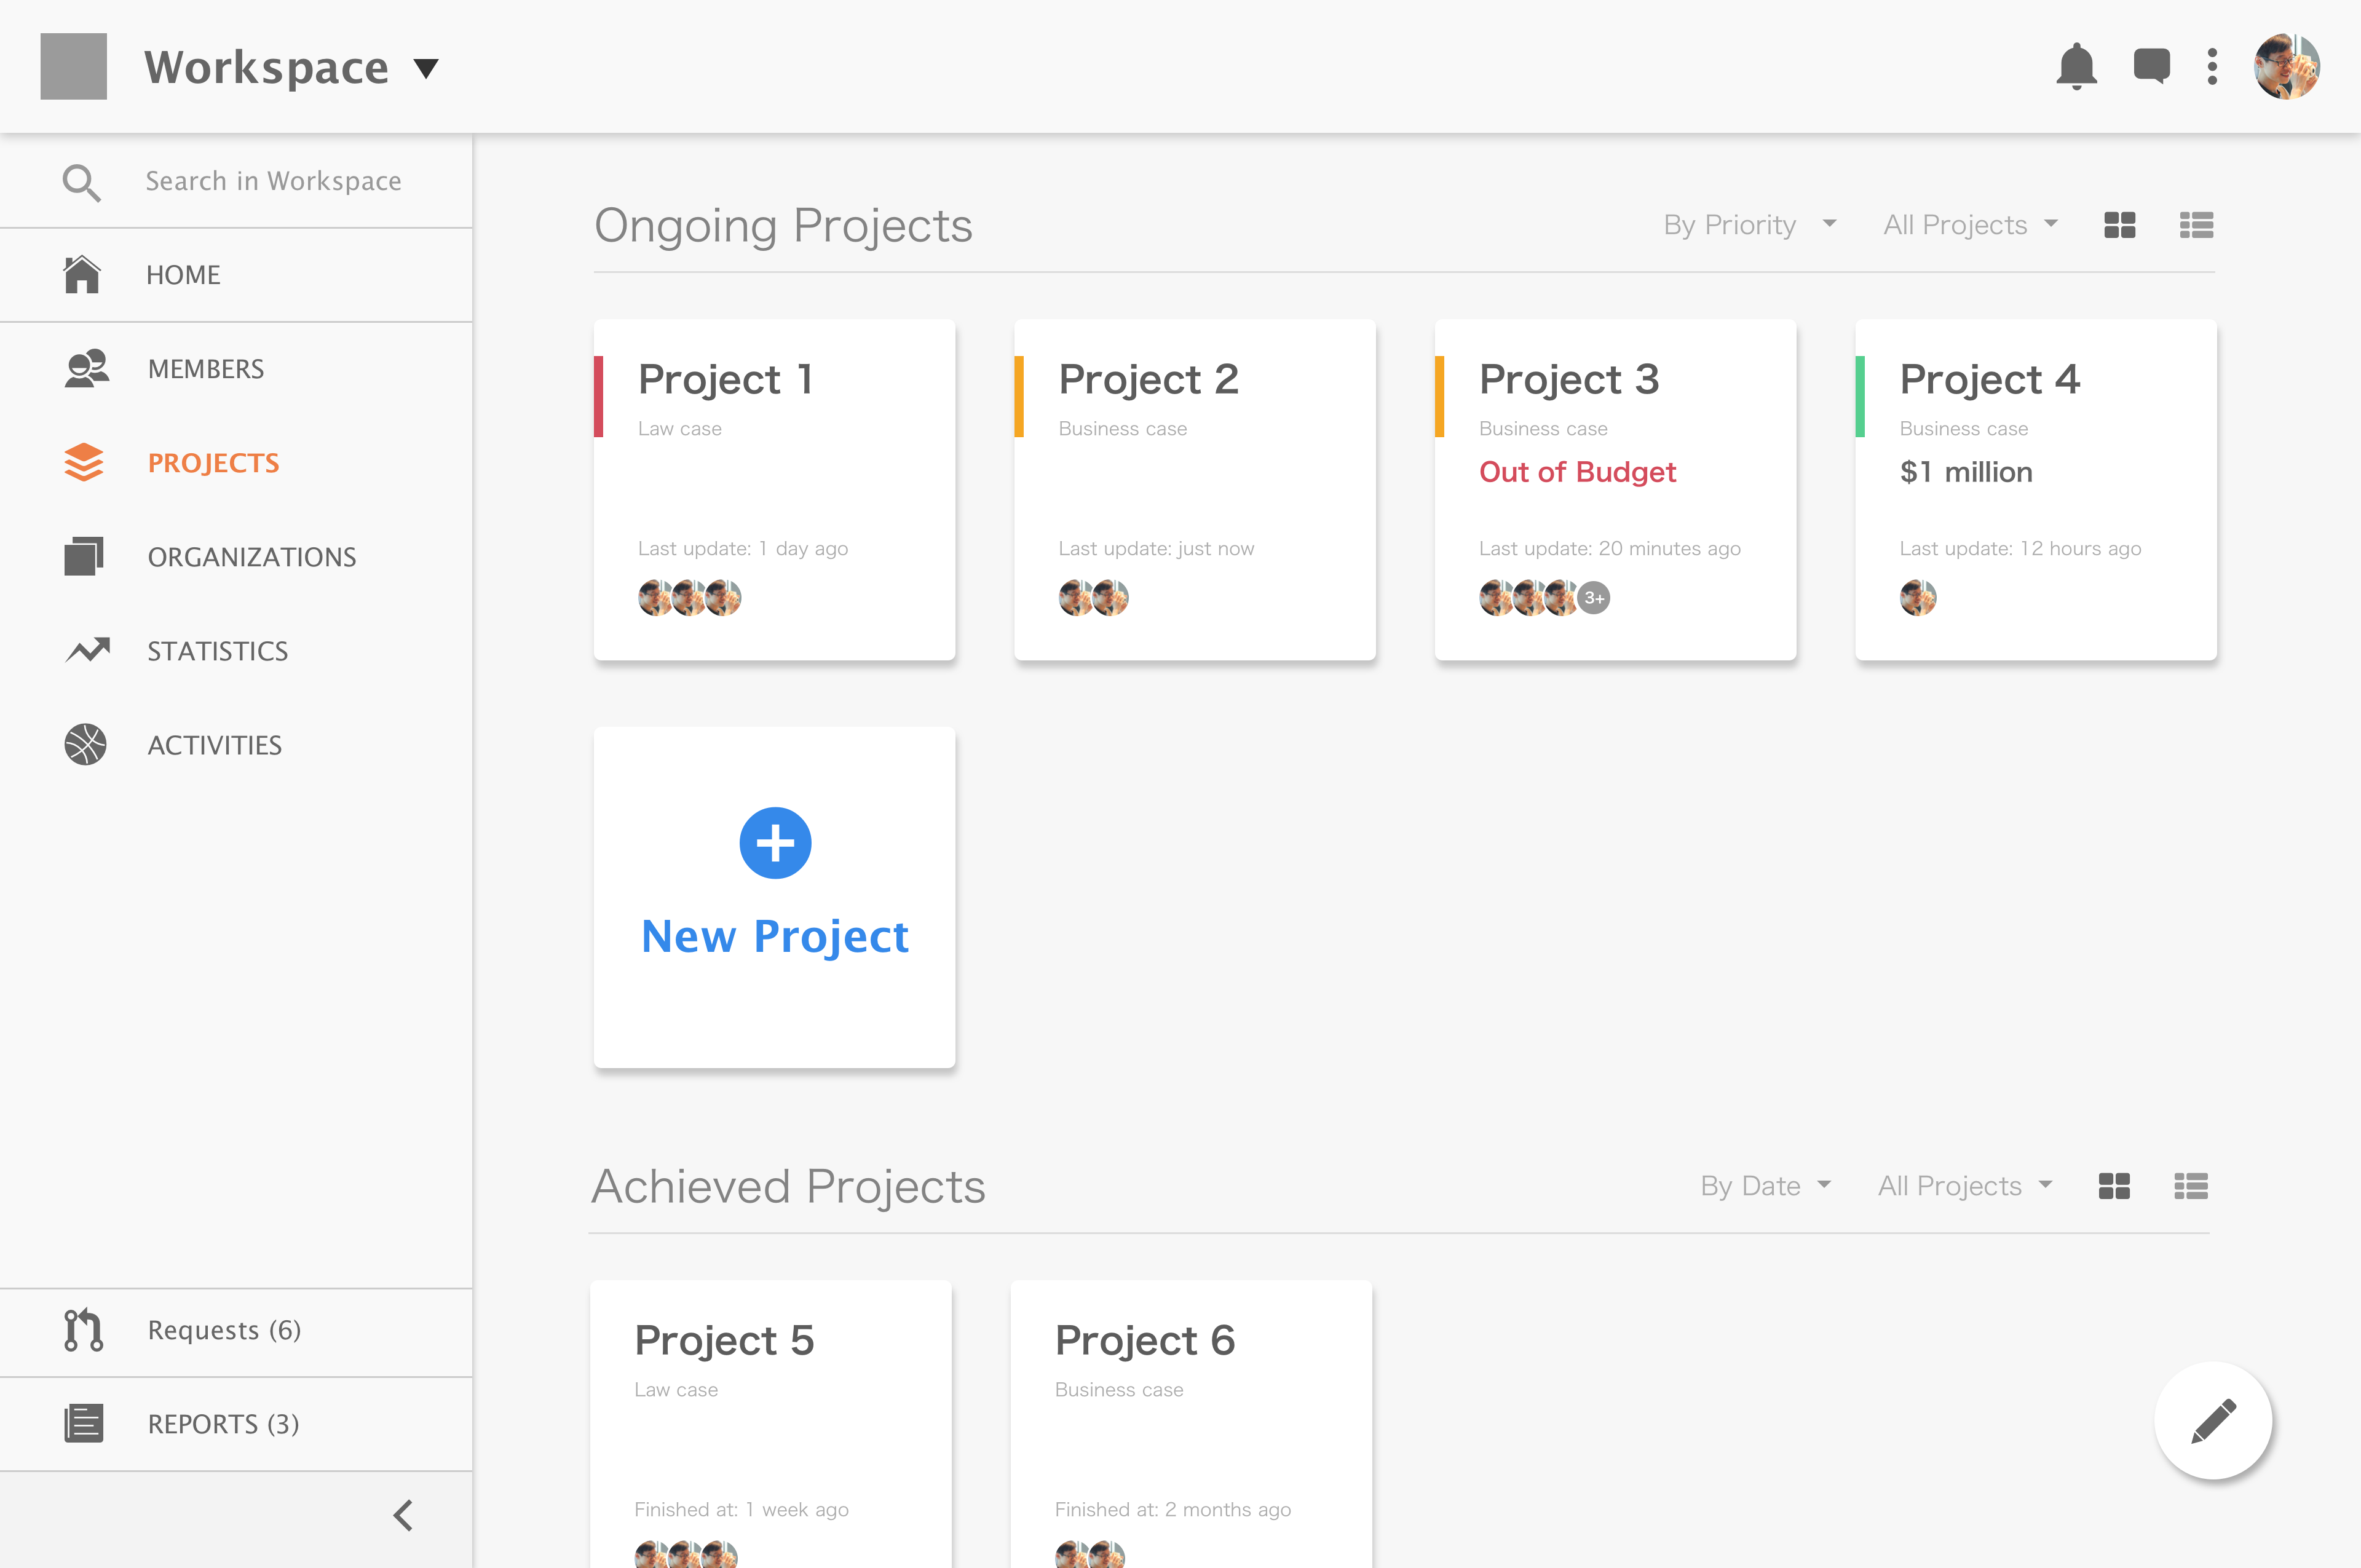 Workspace
Search in Workspace
HOME
MEMBERS
PROJECTS
ORGANIZATIONS
STATISTICS
ACTIVITIES
Requests (6)
REPORTS (3)
Ongoing Projects
By Priority
All Projects
Project 1
Law case
Last update: 1 day ago
Project 2
Business case
Last update: just now
Project 3
Business case
Out of Budget
Last update: 20 minutes ago
3+
Project 4
Business case
$1 million
Last update: 12 hours ago
New Project
Achieved Projects
By Date
All Projects
Project 5
Law case
Finished at: 1 week ago
Project 6
Business case
Finished at: 2 months ago